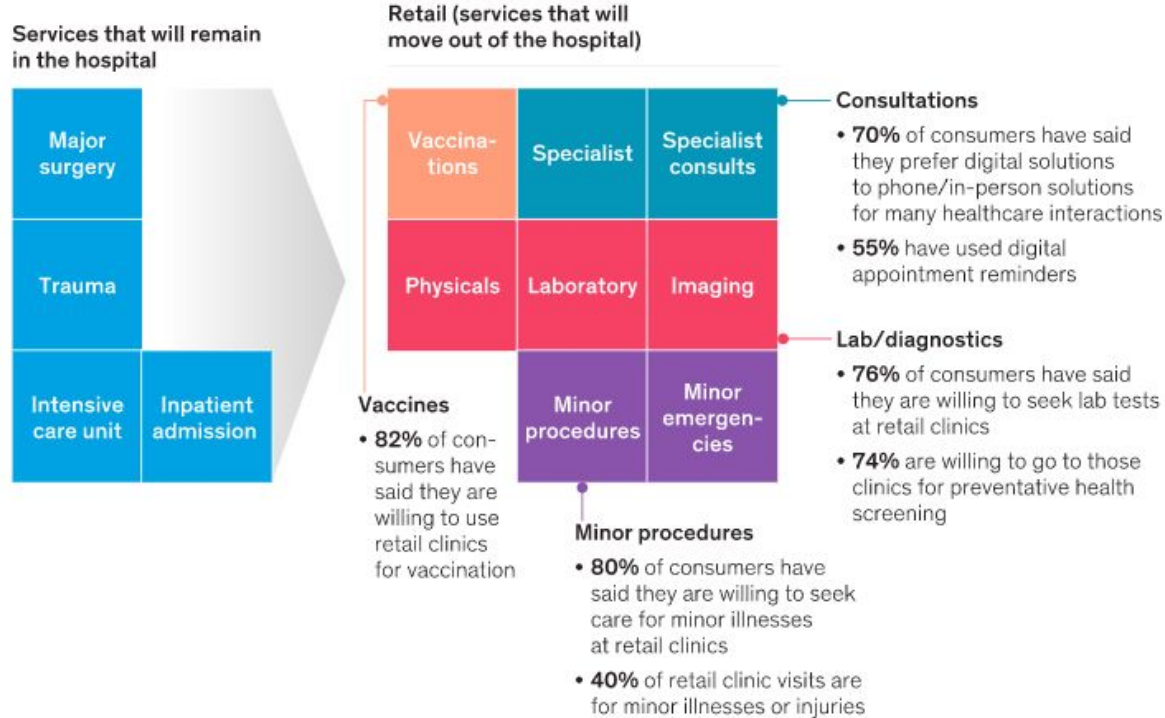 Services that will remain
in the hospital
Major
surgery
Trauma
Intensive
care unit
Inpatient
admission
Retail (services that will
move out of the hospital)
Vaccina-
tions
Specialist
Specialist
consults
Physicals
Laboratory
Imaging
Minor
procedures
Minor
emergen-
cies
Vaccines
• 82% of con-
sumers have
said they are
willing to use
retail clinics
for vaccination
Minor procedures
• 80% of consumers have
said they are willing to seek
care for minor illnesses
at retail clinics
• 40% of retail clinic visits are
for minor illnesses or injuries
Consultations
• 70% of consumers have said
they prefer digital solutions
to phone/in-person solutions
for many healthcare interactions
• 55% have used digital
appointment reminders
Lab/diagnostics
• 76% of consumers have said
they are willing to seek lab tests
at retail clinics
• 74% are willing to go to those
clinics for preventative health
screening